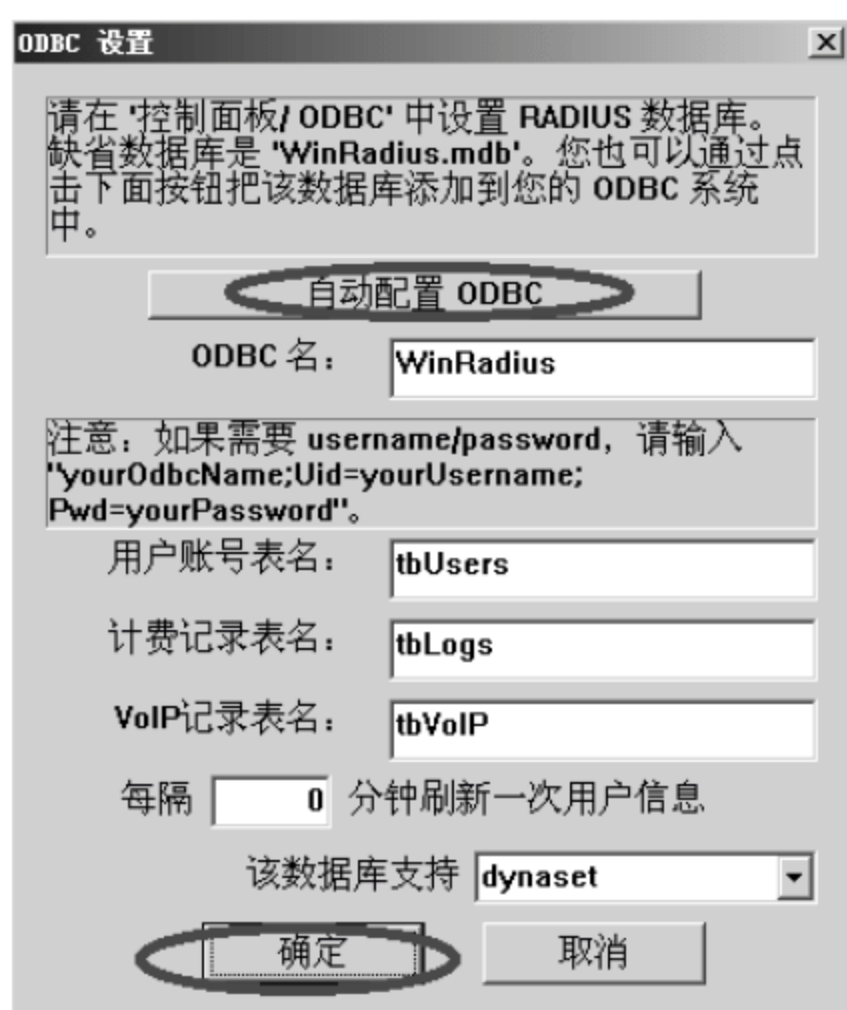 ODBC 设置
请在 '控制面板/ ODBC' 中设置 RADIUS 数据库。
缺省数据库是 'WinRadius.mdb'。您也可以通过点
击下面按钮把该数据库添加到您的 ODBC 系统
中。
自动配置 ODBC
ODBC 名： WinRadius
注意：如果需要 username/password，请输入
"yourOdbcName;Uid=yourUsername;
Pwd=yourPassword"。
用户账号表名： tbUsers
计费记录表名： tbLogs
VoIP记录表名： tbVoIP
每隔 0 分钟刷新一次用户信息
该数据库支持 dynaset
确定 取消